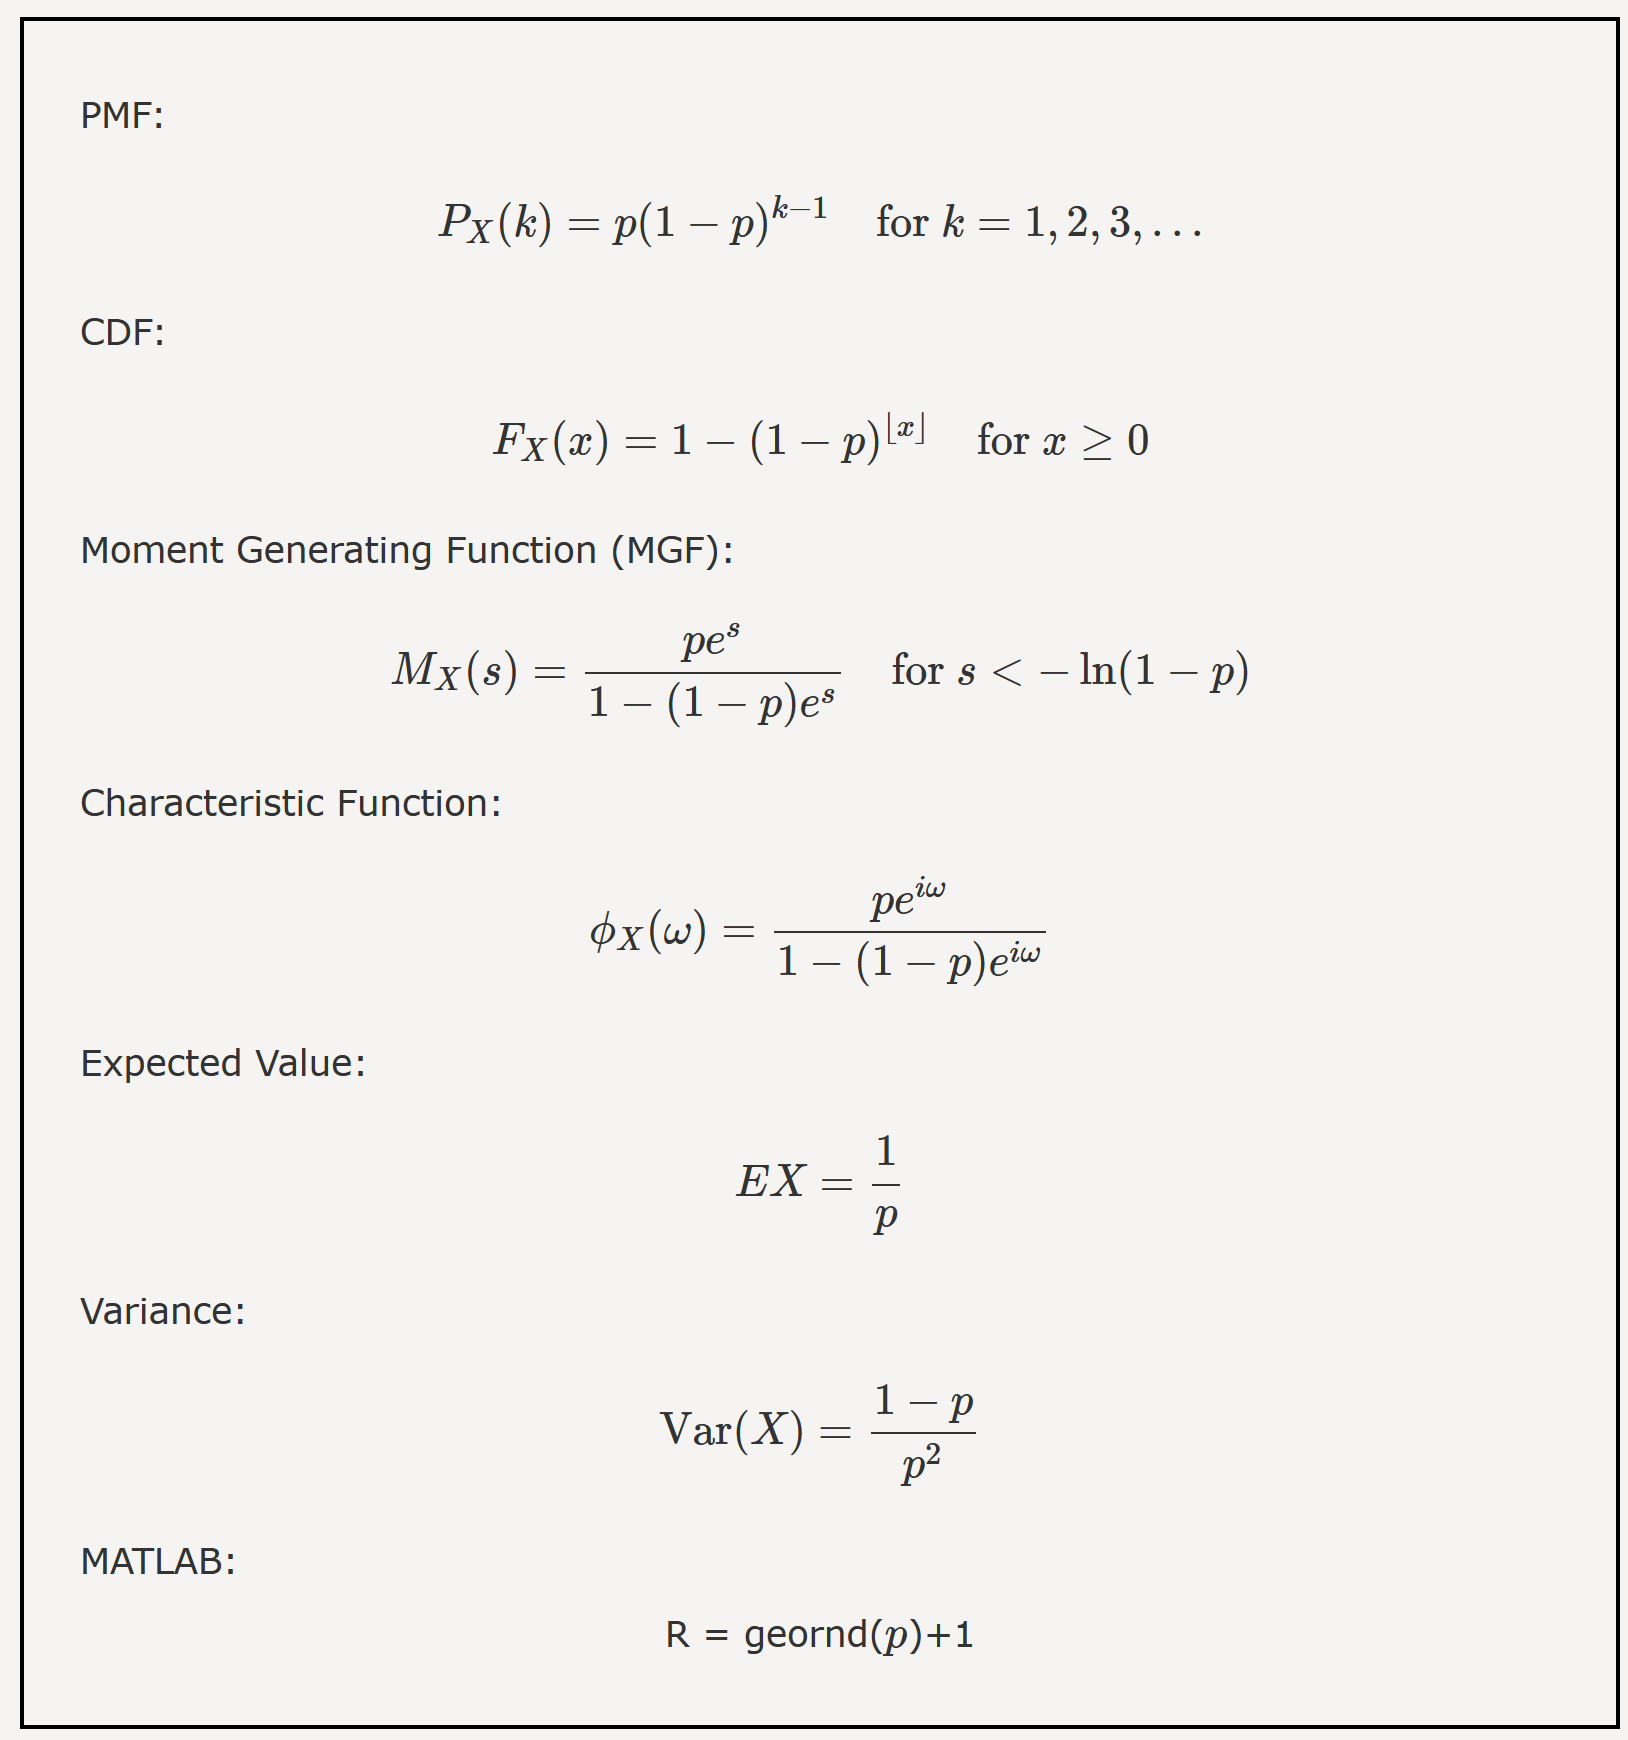 PMF:
$P_X(k) = p(1-p)^{k-1} \quad \text{for } k = 1, 2, 3, \ldots$
CDF:
$F_X(x) = 1 - (1-p)^{\lfloor x \rfloor} \quad \text{for } x \geq 0$
Moment Generating Function (MGF):
$M_X(s) = \frac{pe^s}{1-(1-p)e^s} \quad \text{for } s < -\ln(1-p)$
Characteristic Function:
$\phi_X(\omega) = \frac{pe^{i\omega}}{1-(1-p)e^{i\omega}}$
Expected Value:
$EX = \frac{1}{p}$
Variance:
$\text{Var}(X) = \frac{1-p}{p^2}$
MATLAB:
R = geornd($p$)+1